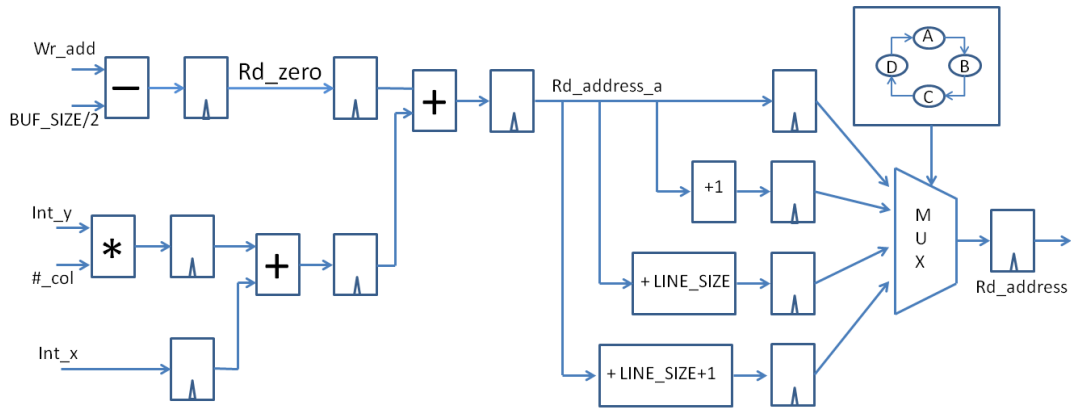 Wr_add
BUF_SIZE/2
−
Rd_zero
+
Rd_address_a
A
B
C
D
Int_y
#_col
*
+
+1
+ LINE_SIZE
+ LINE_SIZE+1
Int_x
M
U
X
Rd_address